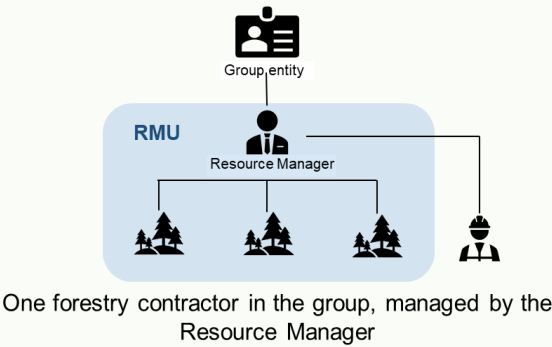 Group entity
RMU
Resource Manager
One forestry contractor in the group, managed by the
Resource Manager